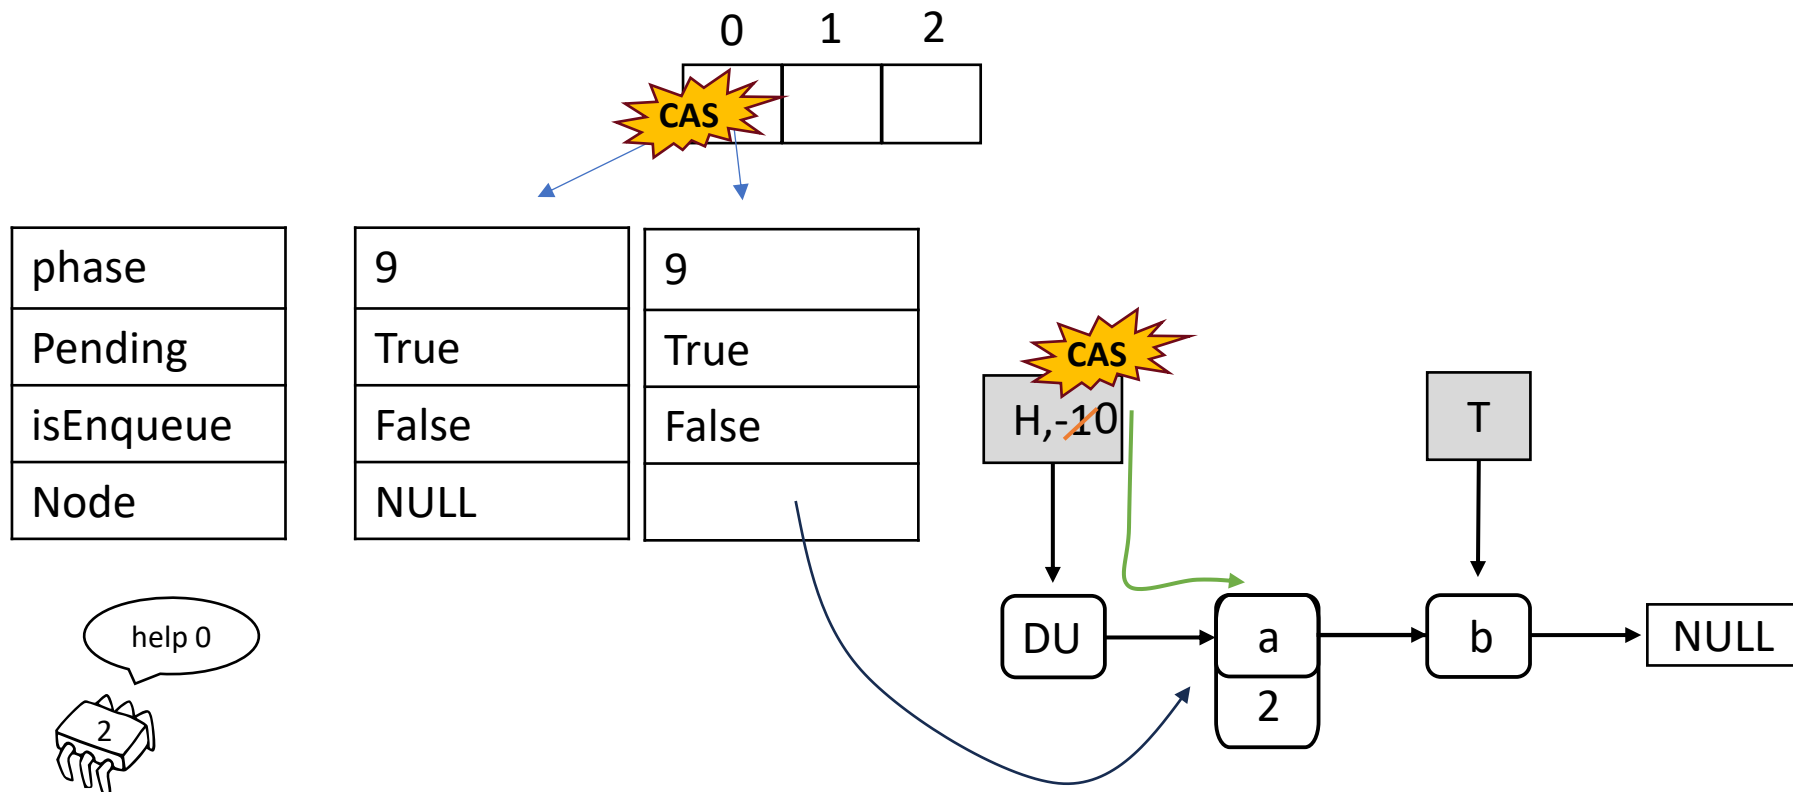 0 1 2
CAS
phase 9 9
Pending True True
CAS
isEnqueue False False H,-10 T
Node NULL
help 0
DU a b NULL
2
2